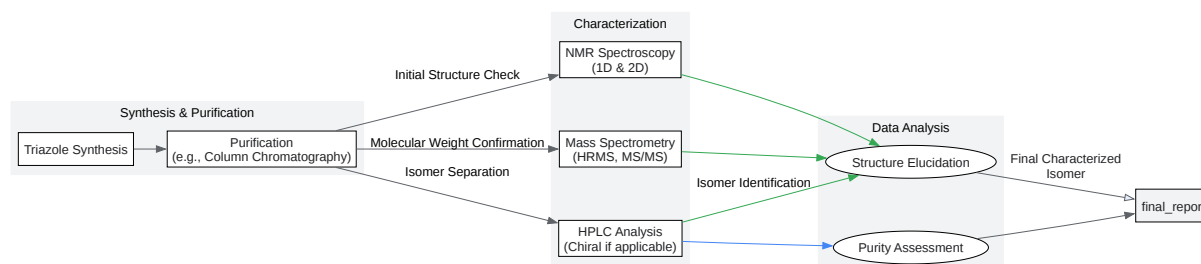 Characterization
NMR Spectroscopy
(1D & 2D)
Initial Structure Check
Synthesis & Purification
Triazole Synthesis
Purification
(e.g., Column Chromatography)
Molecular Weight Confirmation
Mass Spectrometry
(HRMS, MS/MS)
Isomer Separation
HPLC Analysis
(Chiral if applicable)
Isomer Identification
Data Analysis
Structure Elucidation
Purity Assessment
Final Characterized
Isomer
final_report